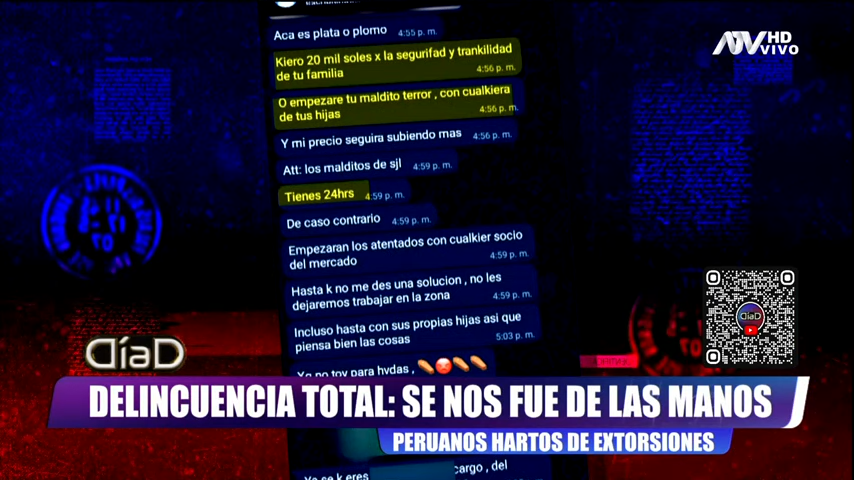 Aca es plata o plomo 4:55 p. m.
Kiero 20 mil soles x la segurifad y trankilidad
de tu familia 4:56 p. m.
O empezare tu maldito terror , con cualkiera
de tus hijas 4:56 p. m.
Y mi precio seguira subiendo mas 4:56 p. m.
Att: los malditos de sjl 4:59 p. m.
Tienes 24hrs 4:59 p. m.
De caso contrario 4:59 p. m.
Empezaran los atentados con cualkier socio
del mercado 4:59 p. m.
Hasta k no me des una solucion , no les
dejaremos trabajar en la zona 4:59 p. m.
Incluso hasta con sus propias hijas asi que
piensa bien las cosas 5:03 p. m.
Yq no toy para hvdas ,
ATV HD
VIVO
DíaD
DíaD
DELINCUENCIA TOTAL: SE NOS FUE DE LAS MANOS
PERUANOS HARTOS DE EXTORSIONES
Ya se k eres cargo , del